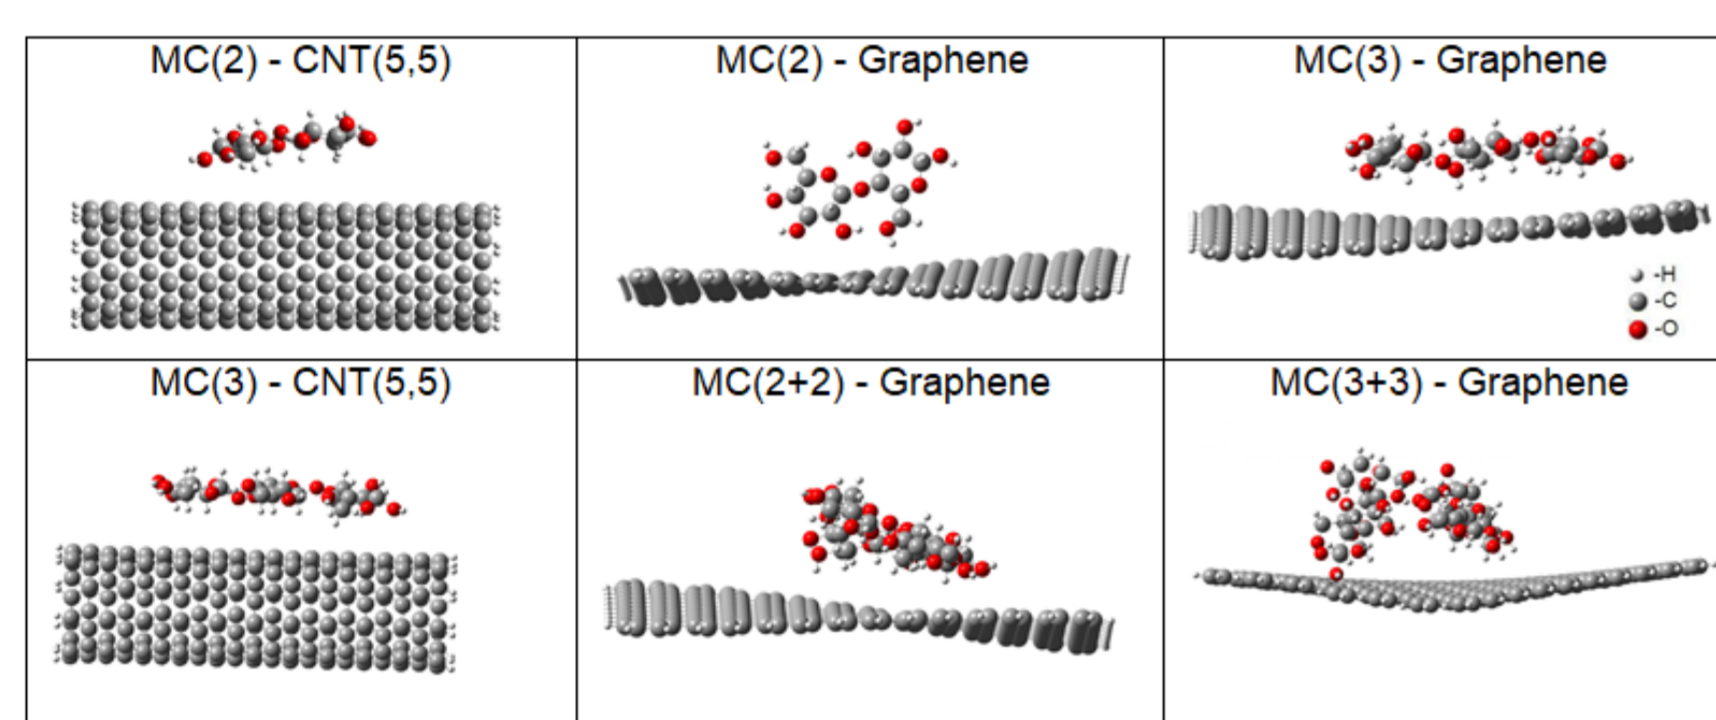 MC(2) - CNT(5,5)
MC(2) - Graphene
MC(3) - Graphene
-H
-C
-O
MC(3) - CNT(5,5)
MC(2+2) - Graphene
MC(3+3) - Graphene